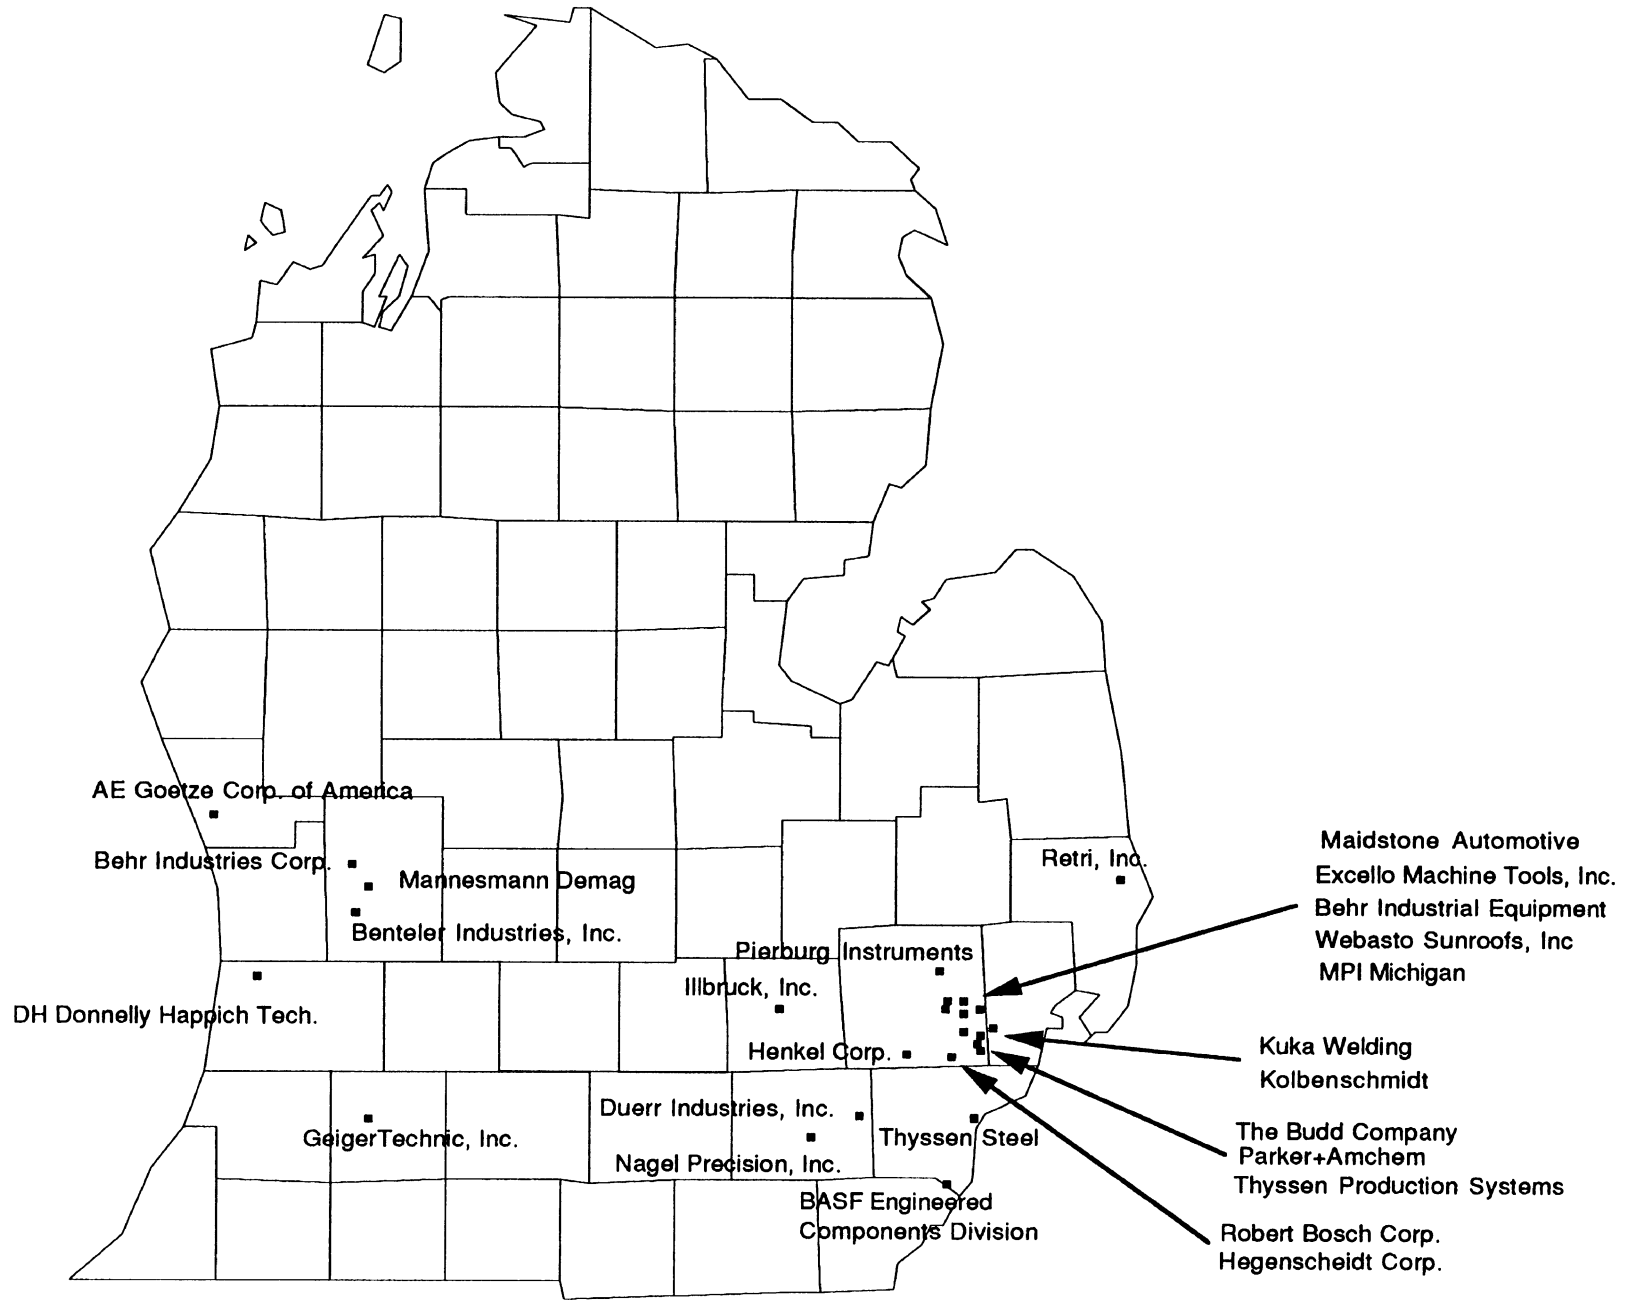 AE Goetze Corp. of America
Behr Industries Corp.
Mannesmann Demag
Benteler Industries, Inc.
DH Donnelly Happich Tech.
Retri, Inc.
Pierburg Instruments
Illbruck, Inc.
Henkel Corp.
Maidstone Automotive
Excello Machine Tools, Inc.
Behr Industrial Equipment
Webasto Sunroofs, Inc
MPI Michigan
Kuka Welding
Kolbenschmidt
Duerr Industries, Inc.
GeigerTechnic, Inc.
Thyssen Steel
Nagel Precision, Inc.
The Budd Company
Parker+Amchem
Thyssen Production Systems
BASF Engineered
Components Division
Robert Bosch Corp.
Hegenscheidt Corp.